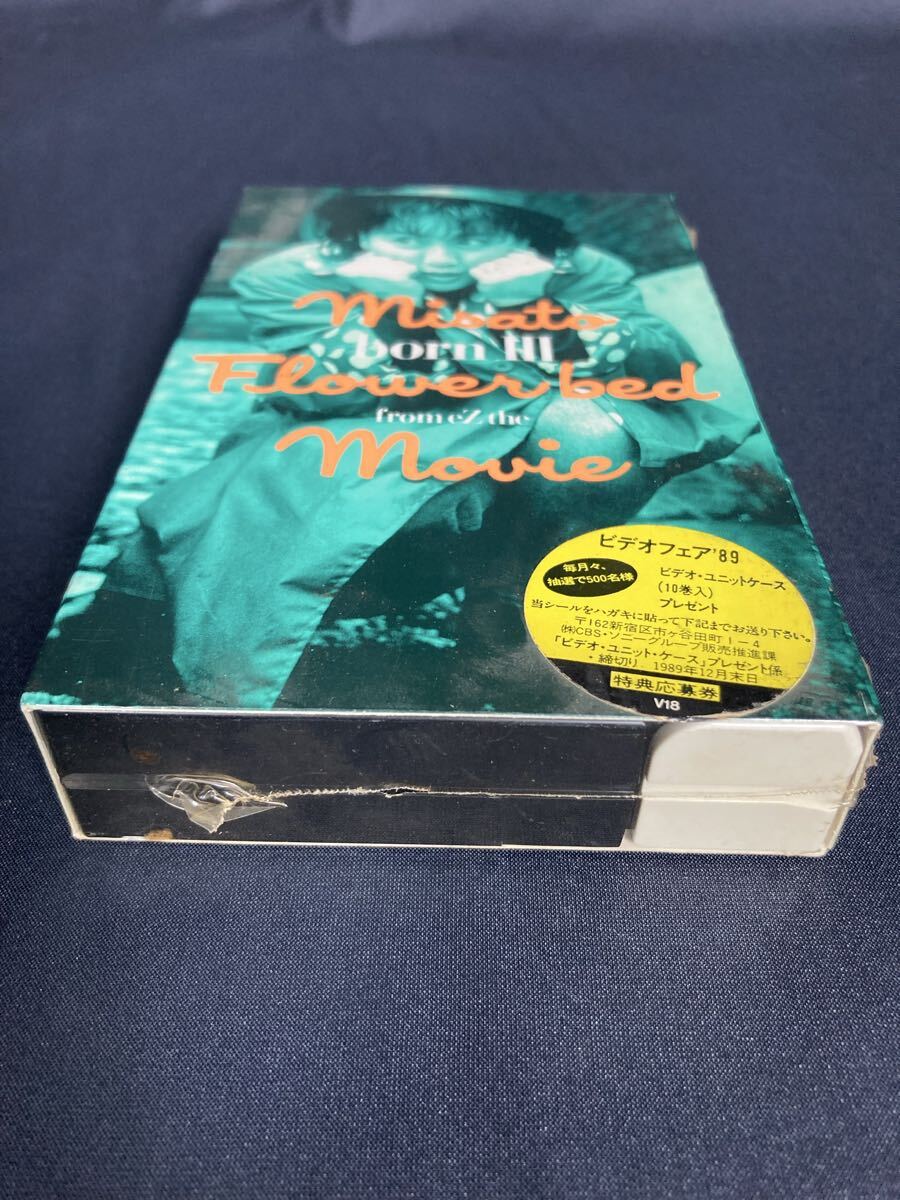 Misato
born III
Flower bed
from eZ the
Movie
ビデオフェア'89
毎月々、
抽選で500名様
ビデオ・ユニットケース
(10巻入)
プレゼント
当シールをハガキに貼って下記までお送り下さい。
〒162新宿区市ヶ谷田町1-4
㈱CBS・ソニーグループ販売推進課
「ビデオ・ユニット・ケース」プレゼント係
・締切り 1989年12月末日
特典応募券
V18